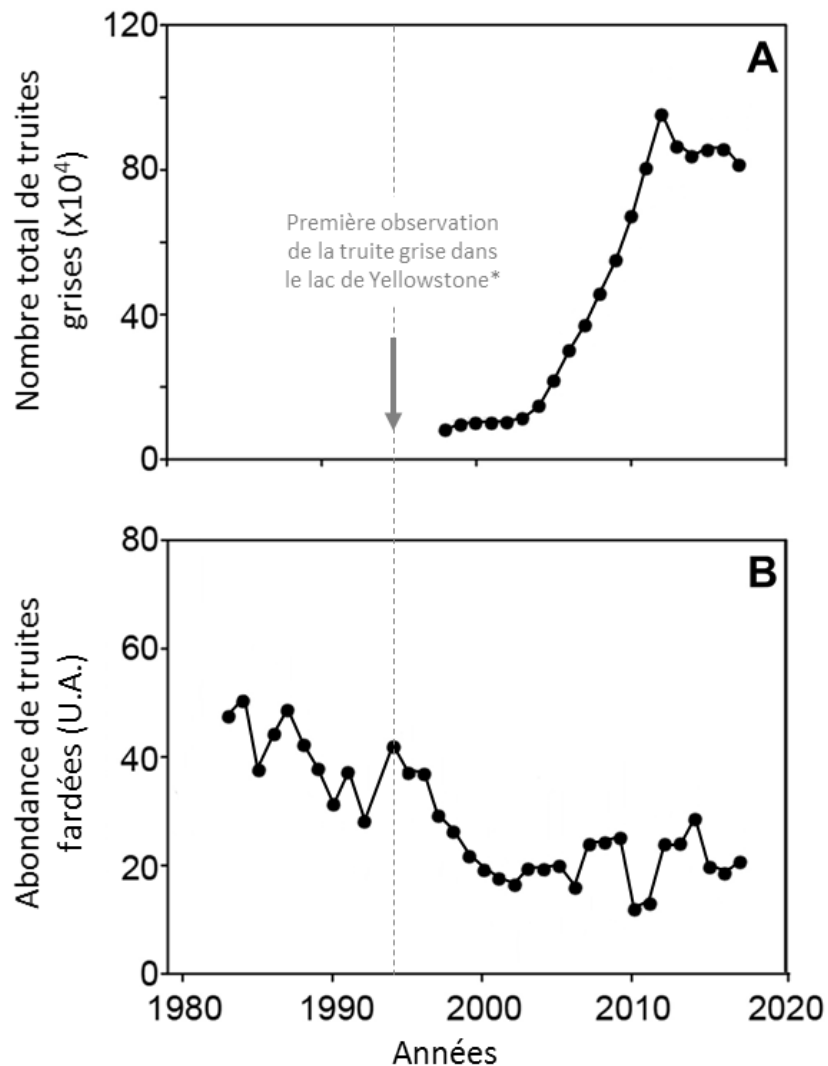 120
A
80
40
0
Nombre total de truites
grises (x10⁴)
Première observation
de la truite grise dans
le lac de Yellowstone*
80
B
60
40
20
0
Abondance de truites
fardées (U.A.)
1980 1990 2000 2010 2020
Années